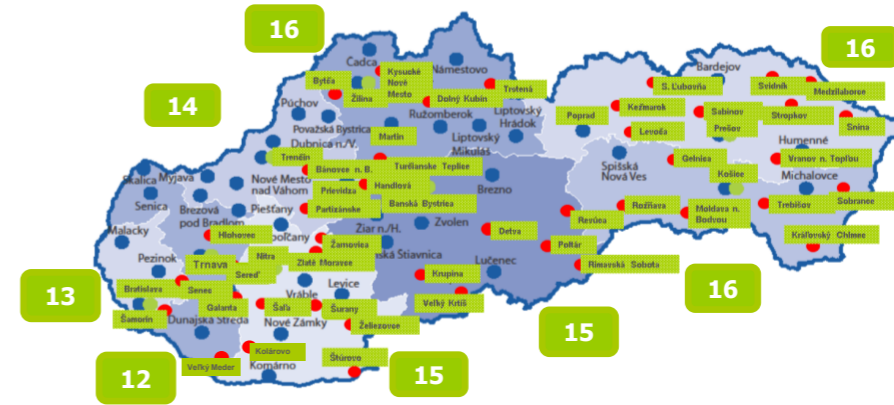 16
16
Čadca
Kysucké
Nové
Mesto
Námestovo
Bytča
Trstená
Žilina
Dolný Kubín
14
Púchov
Ružomberok
Liptovský
Hrádok
Považská Bystrica
Martin
Liptovský
Mikuláš
Dubnica n./V.
Trenčín
Turčianske Teplice
Bánovce n. B.
Handlová
Prievidza
Nové Mesto
nad Váhom
Partizánske
Banská Bystrica
Brezno
Bardejov
Svidník
Medzilaborce
S. Ľubovňa
Kežmarok
Sabinov
Stropkov
Poprad
Levoča
Prešov
Snina
Humenné
Spišská
Nová Ves
Gelnica
Vranov n. Topľou
Košice
Michalovce
Rožňava
Moldava n.
Bodvou
Trebišov
Sobrance
Kráľovský Chlmec
Revúca
Skalica
Myjava
Senica
Brezová
pod Bradlom
Piešťany
Malacky
Hlohovec
Žiar n./H.
Zvolen
Detva
Poltár
Rimavská Sobota
Žarnovica
Zlaté Moravce
Pezinok
Trnava
Nitra
Sereď
Krupina
Lučenec
Bratislava
Senec
Vráble
Levice
Veľký Krtíš
13
Galanta
Šaľa
Šurany
Šamorín
Dunajská Streda
Nové Zámky
Želiezovce
16
15
Kolárovo
Štúrovo
Veľký Meder
Komárno
12
15